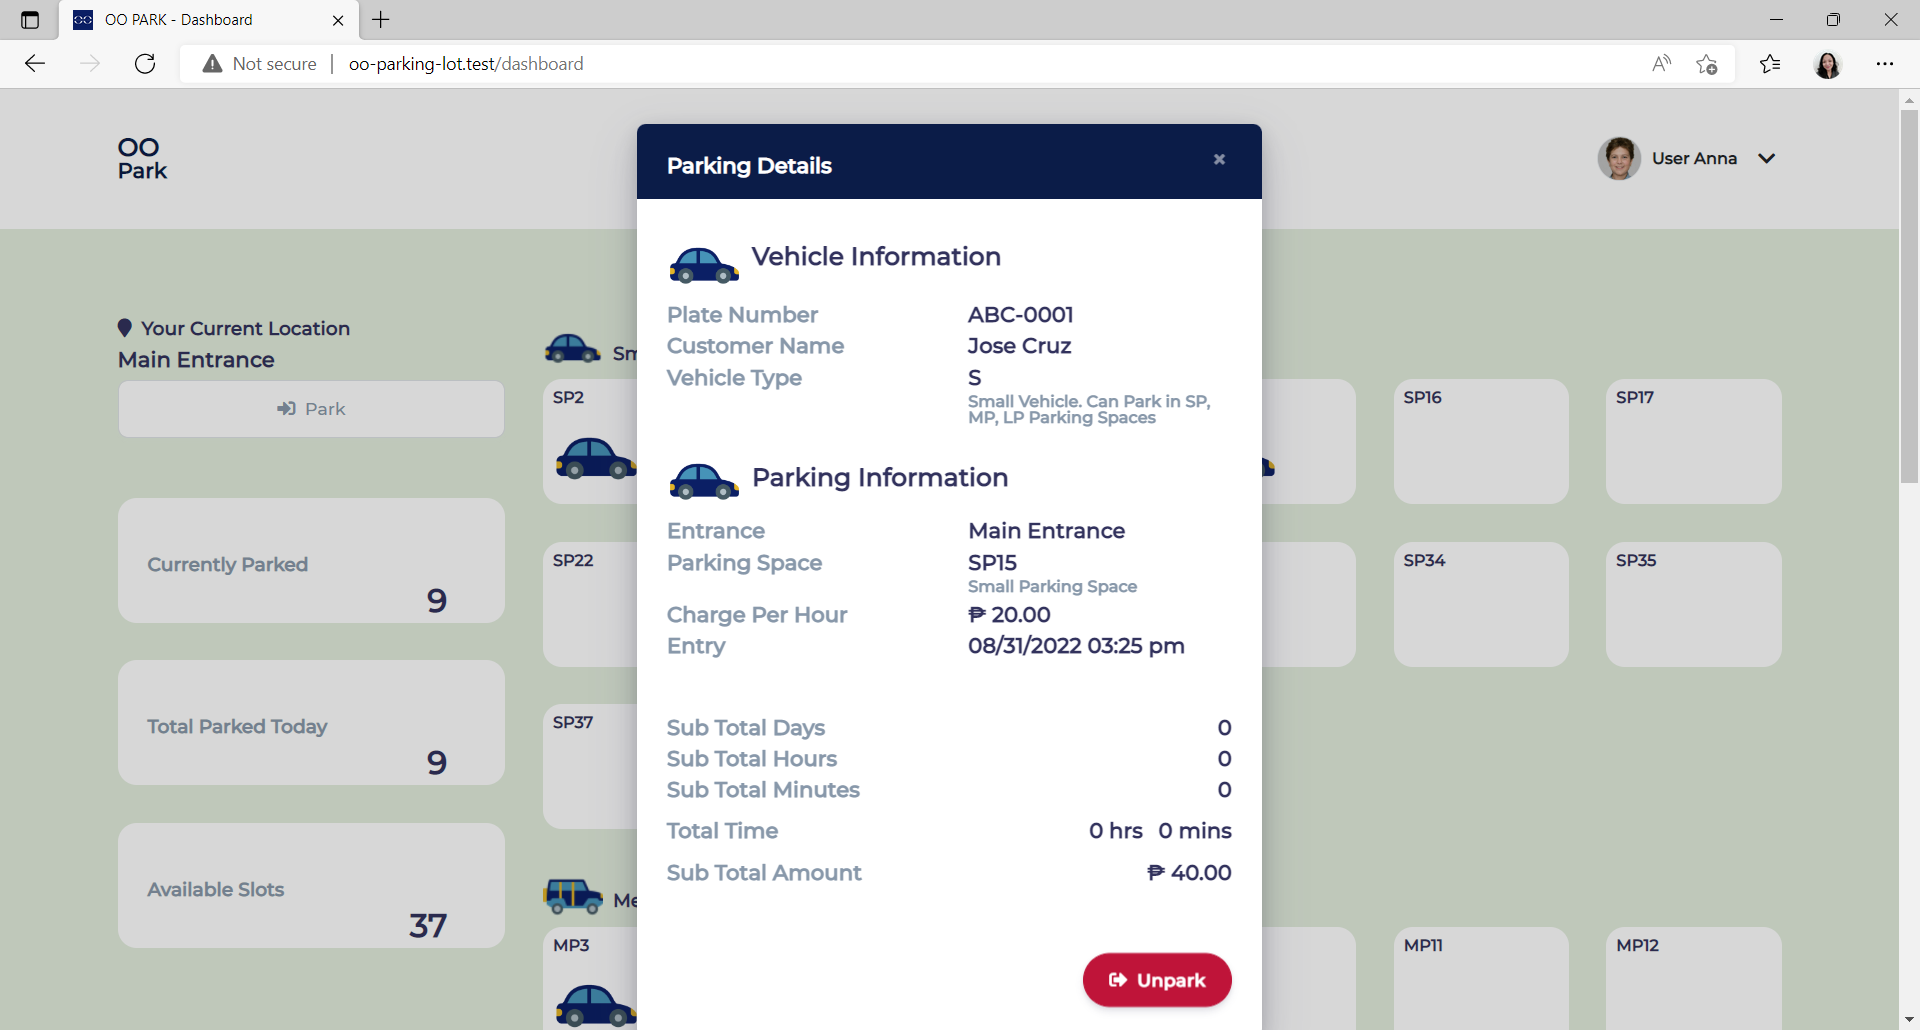 OO PARK - Dashboard
Not secure
oo-parking-lot.test/dashboard
OO
Park
User Anna
Your Current Location
Main Entrance
Park
Currently Parked
9
Total Parked Today
9
Available Slots
37
Sm
SP2
SP16
SP17
SP22
SP34
SP35
SP37
Me
MP3
MP11
MP12
Parking Details
Vehicle Information
Plate Number ABC-0001
Customer Name Jose Cruz
Vehicle Type S
Small Vehicle. Can Park in SP,
MP, LP Parking Spaces
Parking Information
Entrance Main Entrance
Parking Space SP15
Small Parking Space
Charge Per Hour ₱ 20.00
Entry 08/31/2022 03:25 pm
Sub Total Days 0
Sub Total Hours 0
Sub Total Minutes 0
Total Time 0 hrs 0 mins
Sub Total Amount ₱ 40.00
Unpark